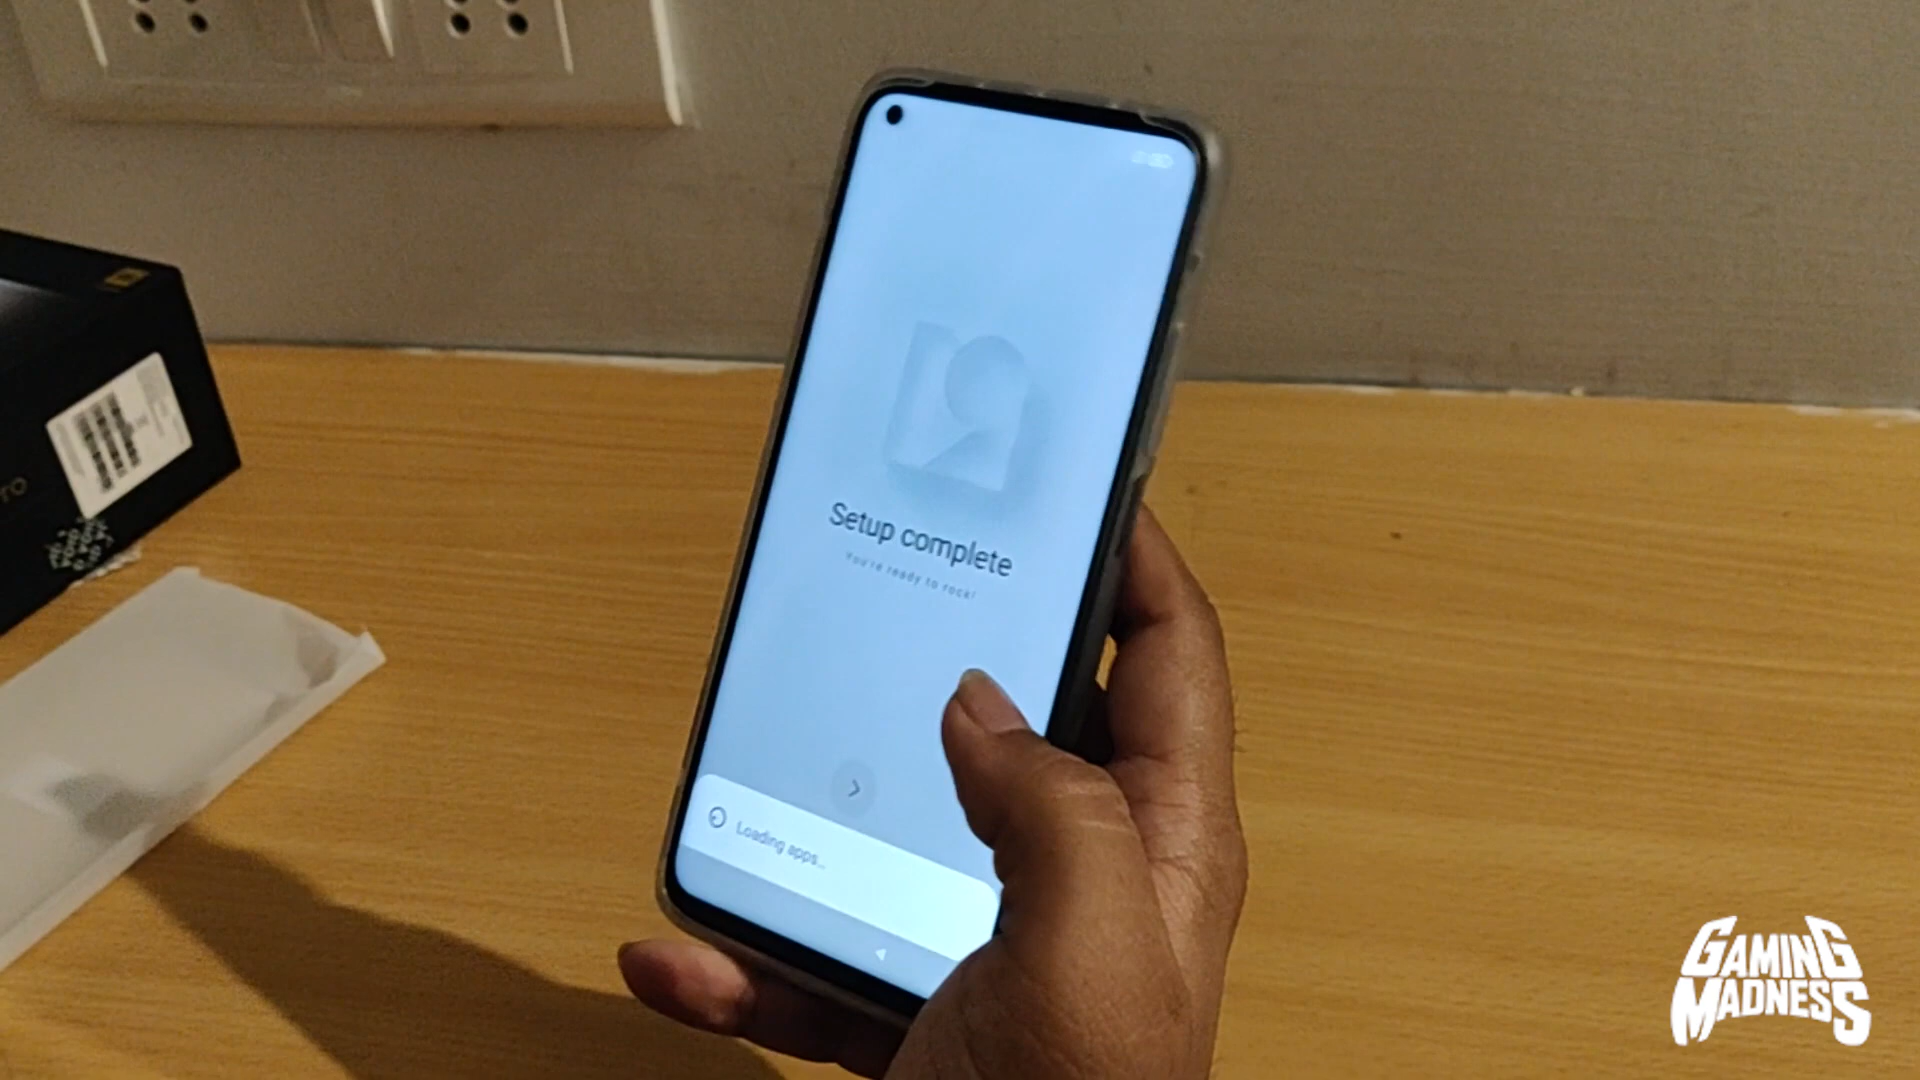 Setup complete
You're ready to rock!
Loading apps...
GAMING
MADNESS